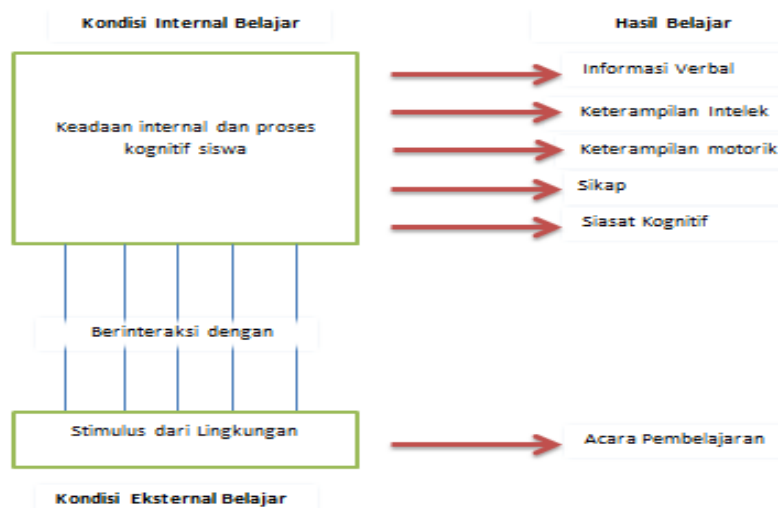 Kondisi Internal Belajar
Hasil Belajar
Keadaan internal dan proses
kognitif siswa
Informasi Verbal
Keterampilan Intelek
Keterampilan motorik
Sikap
Siasat Kognitif
Berinteraksi dengan
Stimulus dari Lingkungan
Acara Pembelajaran
Kondisi Eksternal Belajar